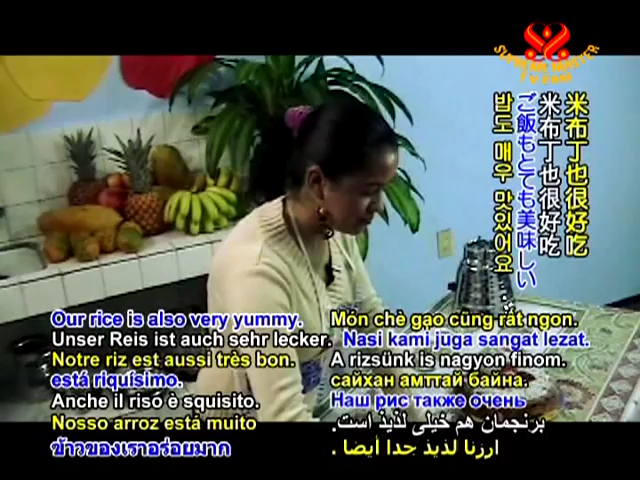 SUPREME MASTER
TV.com
米布丁也很好吃
米布丁也很好吃
ご飯もとても美味しい
밥도 매우 맛있어요...
Our rice is also very yummy.
Unser Reis ist auch sehr lecker.
Notre riz est aussi très bon.
está riquísimo.
Anche il risó è squisito.
Nosso arroz está muito
ข้าวของเราอร่อยมาก
Món chè gạo cũng rất ngon.
Nasi kami juga sangat lezat.
A rizsünk is nagyon finom.
сайхан амттай байна.
Наш рис также очень
برنجمان هم خیلی لذیذ است.
ارزنا لذيذ جدا أيضا .